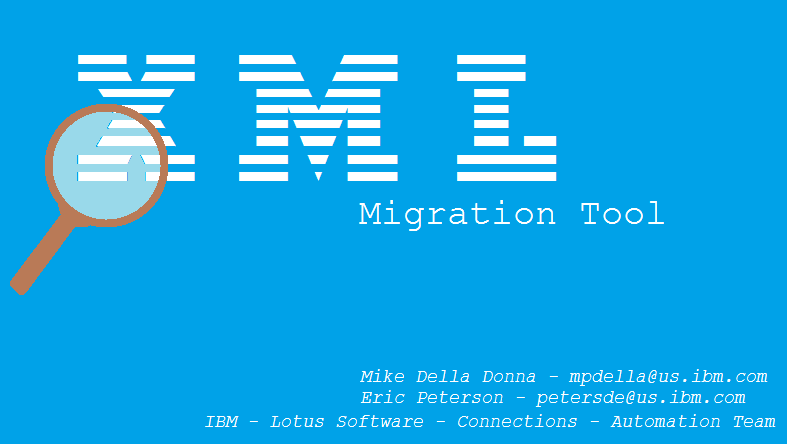 XML
Migration Tool
Mike Della Donna - mpdella@us.ibm.com
Eric Peterson - petersde@us.ibm.com
IBM - Lotus Software - Connections - Automation Team